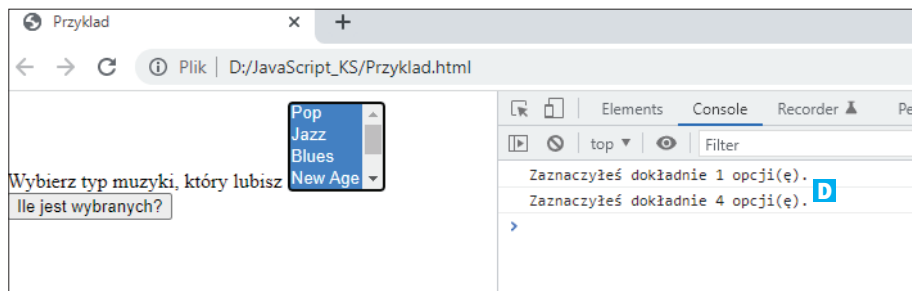 Przyklad
Plik D:/JavaScript_KS/Przyklad.html
Pop
Jazz
Blues
New Age
Wybierz typ muzyki, który lubisz
Ile jest wybranych?
Elements Console Recorder
top Filter
Zaznaczyłeś dokładnie 1 opcji(ę).
Zaznaczyłeś dokładnie 4 opcji(ę).
D